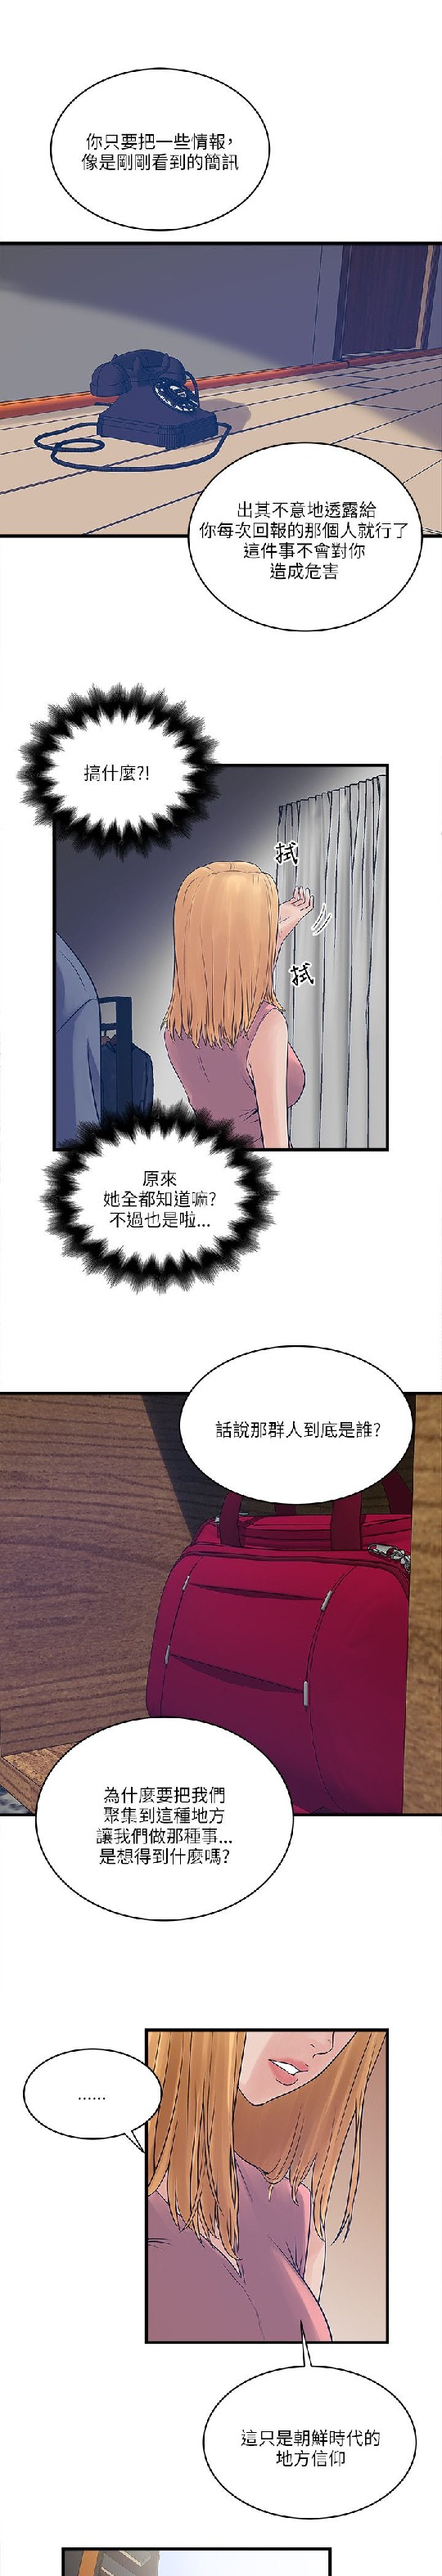 你只要把一些情報，
像是剛剛看到的簡訊
出其不意地透露給
你每次回報的那個人就行了
這件事不會對你
造成危害
搞什麼?!
拭
拭
原來
她全都知道嘛?
不過也是啦...
話說那群人到底是誰?
為什麼要把我們
聚集到這種地方
讓我們做那種事...
是想得到什麼嗎?
......
這只是朝鮮時代的
地方信仰